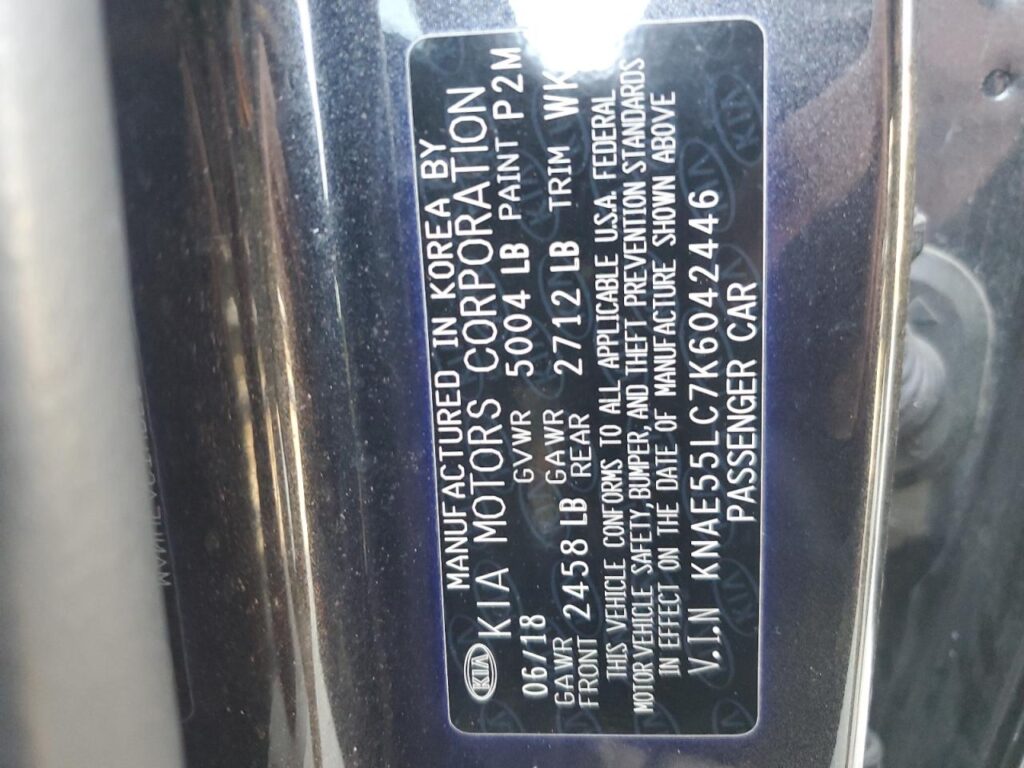 KIA
MANUFACTURED IN KOREA BY
KIA MOTORS CORPORATION
06/18 GVWR 5004 LB PAINT P2M
GAWR FRONT 2458 LB GAWR REAR 2712 LB TRIM WK
THIS VEHICLE CONFORMS TO ALL APPLICABLE U.S.A. FEDERAL
MOTOR VEHICLE SAFETY, BUMPER, AND THEFT PREVENTION STANDARDS
IN EFFECT ON THE DATE OF MANUFACTURE SHOWN ABOVE
V.I.N KNAE55LC7K6042446
PASSENGER CAR